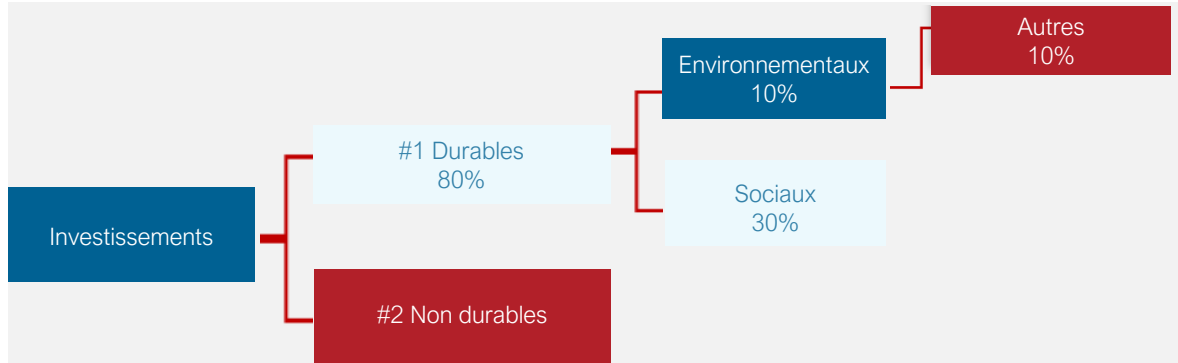 Autres
10%
Environnementaux
10%
#1 Durables
80%
Sociaux
30%
Investissements
#2 Non durables